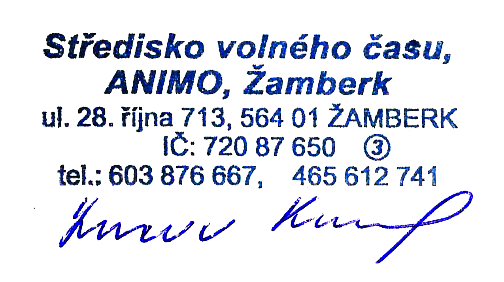 Středisko volného času,
ANIMO, Žamberk
ul. 28. října 713, 564 01 ŽAMBERK
IČ: 720 87 650 ③
tel.: 603 876 667, 465 612 741